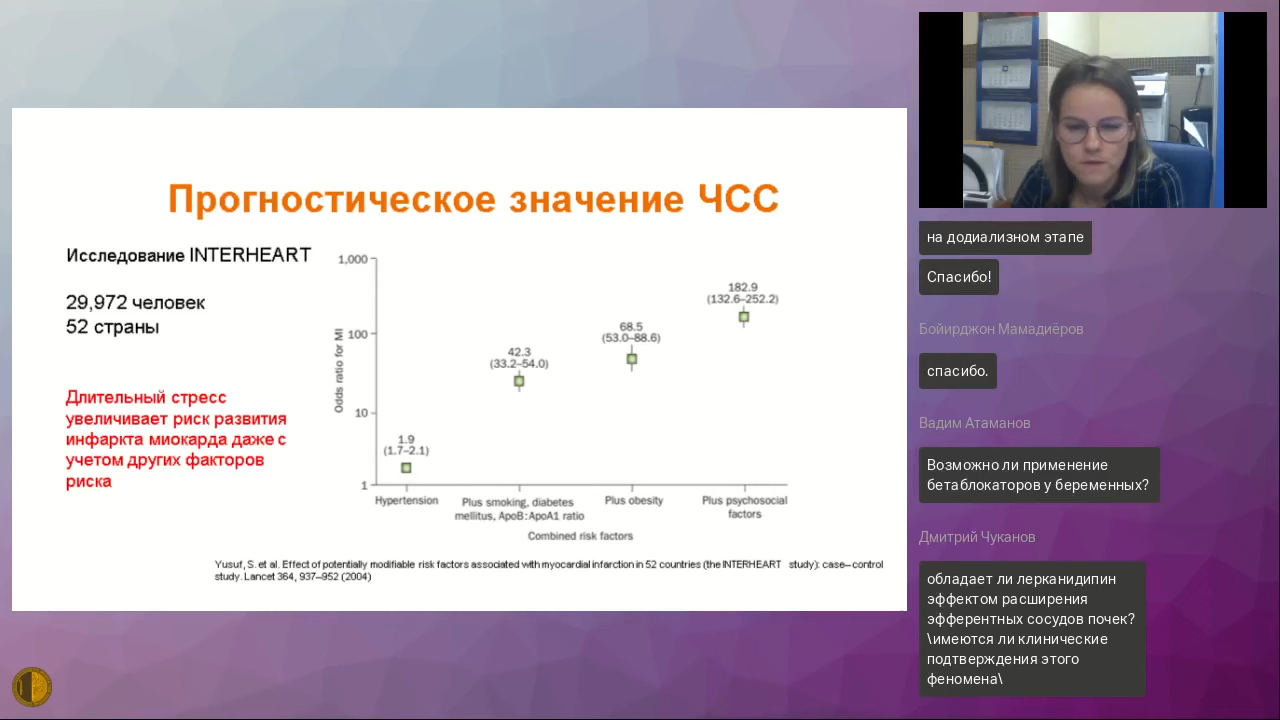 Прогностическое значение ЧСС
Исследование INTERHEART
29,972 человек
52 страны
Длительный стресс
увеличивает риск развития
инфаркта миокарда даже с
учетом других факторов
риска
Odds ratio for MI
1,000
100
10
1
1.9
(1.7–2.1)
42.3
(33.2–54.0)
68.5
(53.0–88.6)
182.9
(132.6–252.2)
Hypertension
Plus smoking, diabetes
mellitus, ApoB:ApoA1 ratio
Plus obesity
Plus psychosocial
factors
Combined risk factors
Yusuf, S. et al. Effect of potentially modifiable risk factors associated with myocardial infarction in 52 countries (the INTERHEART study): case–control
study. Lancet 364, 937–952 (2004)
на додиализном этапе
Спасибо!
Бойирджон Мамадиёров
спасибо.
Вадим Атаманов
Возможно ли применение
бетаблокаторов у беременных?
Дмитрий Чуканов
обладает ли лерканидипин
эффектом расширения
эфферентных сосудов почек?
\имеются ли клинические
подтверждения этого
феномена\